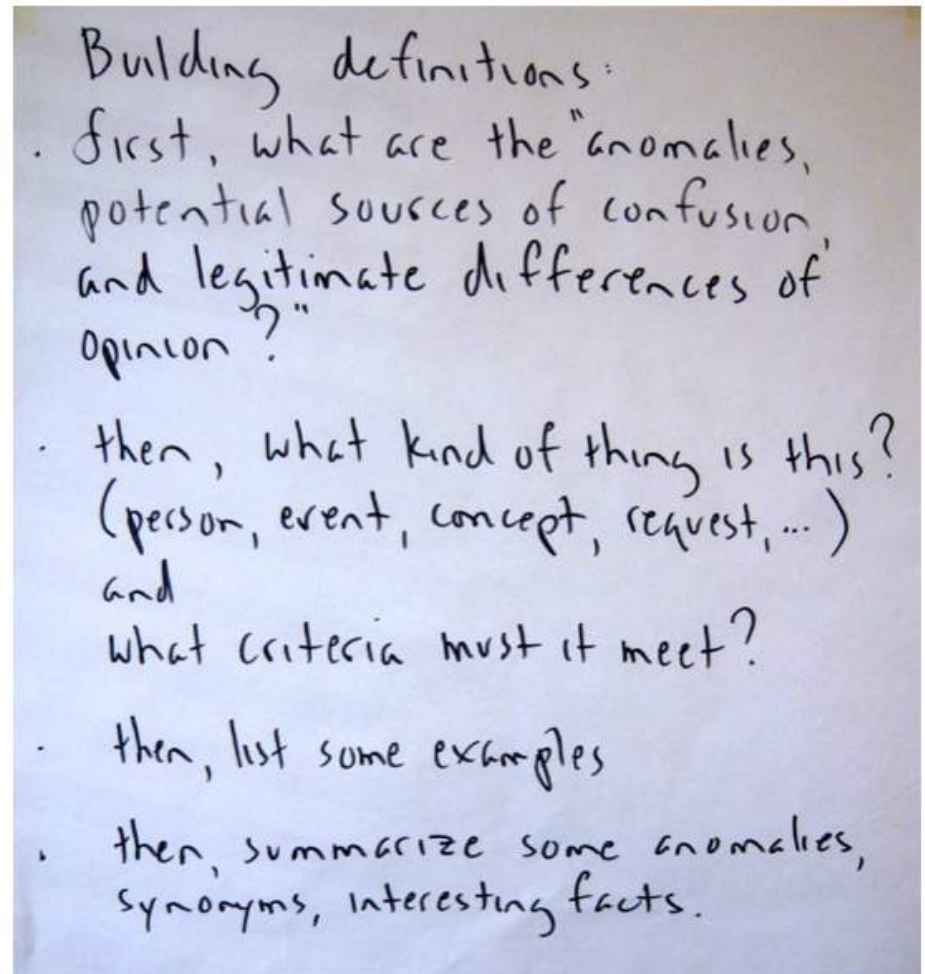 Building definitions:
· first, what are the "anomalies,
potential sources of confusion,
and legitimate differences of
opinion?"
· then, what kind of thing is this?
(person, event, concept, request, ...)
and
what criteria must it meet?
· then, list some examples
· then, summarize some anomalies,
synonyms, interesting facts.